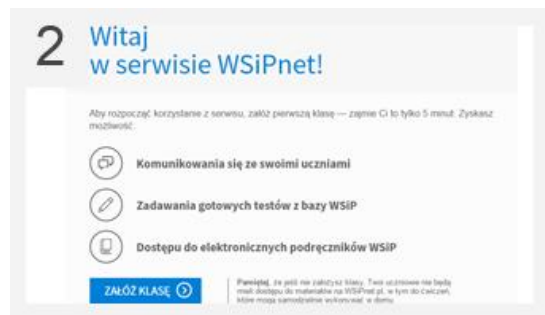 2
Witaj
w serwisie WSiPnet!
Aby rozpocząć korzystanie z serwisu, załóż pierwszą klasę — zajmie Ci to tylko 5 minut. Zyskasz
możliwość:
Komunikowania się ze swoimi uczniami
Zadawania gotowych testów z bazy WSiP
Dostępu do elektronicznych podręczników WSiP
ZAŁÓŻ KLASĘ
Pamiętaj, że jeśli nie założysz klasy, Twoi uczniowie nie będą
mieli dostępu do materiałów na WSiPnet.pl, w tym do ćwiczeń,
które mogą samodzielnie wykonywać w domu.